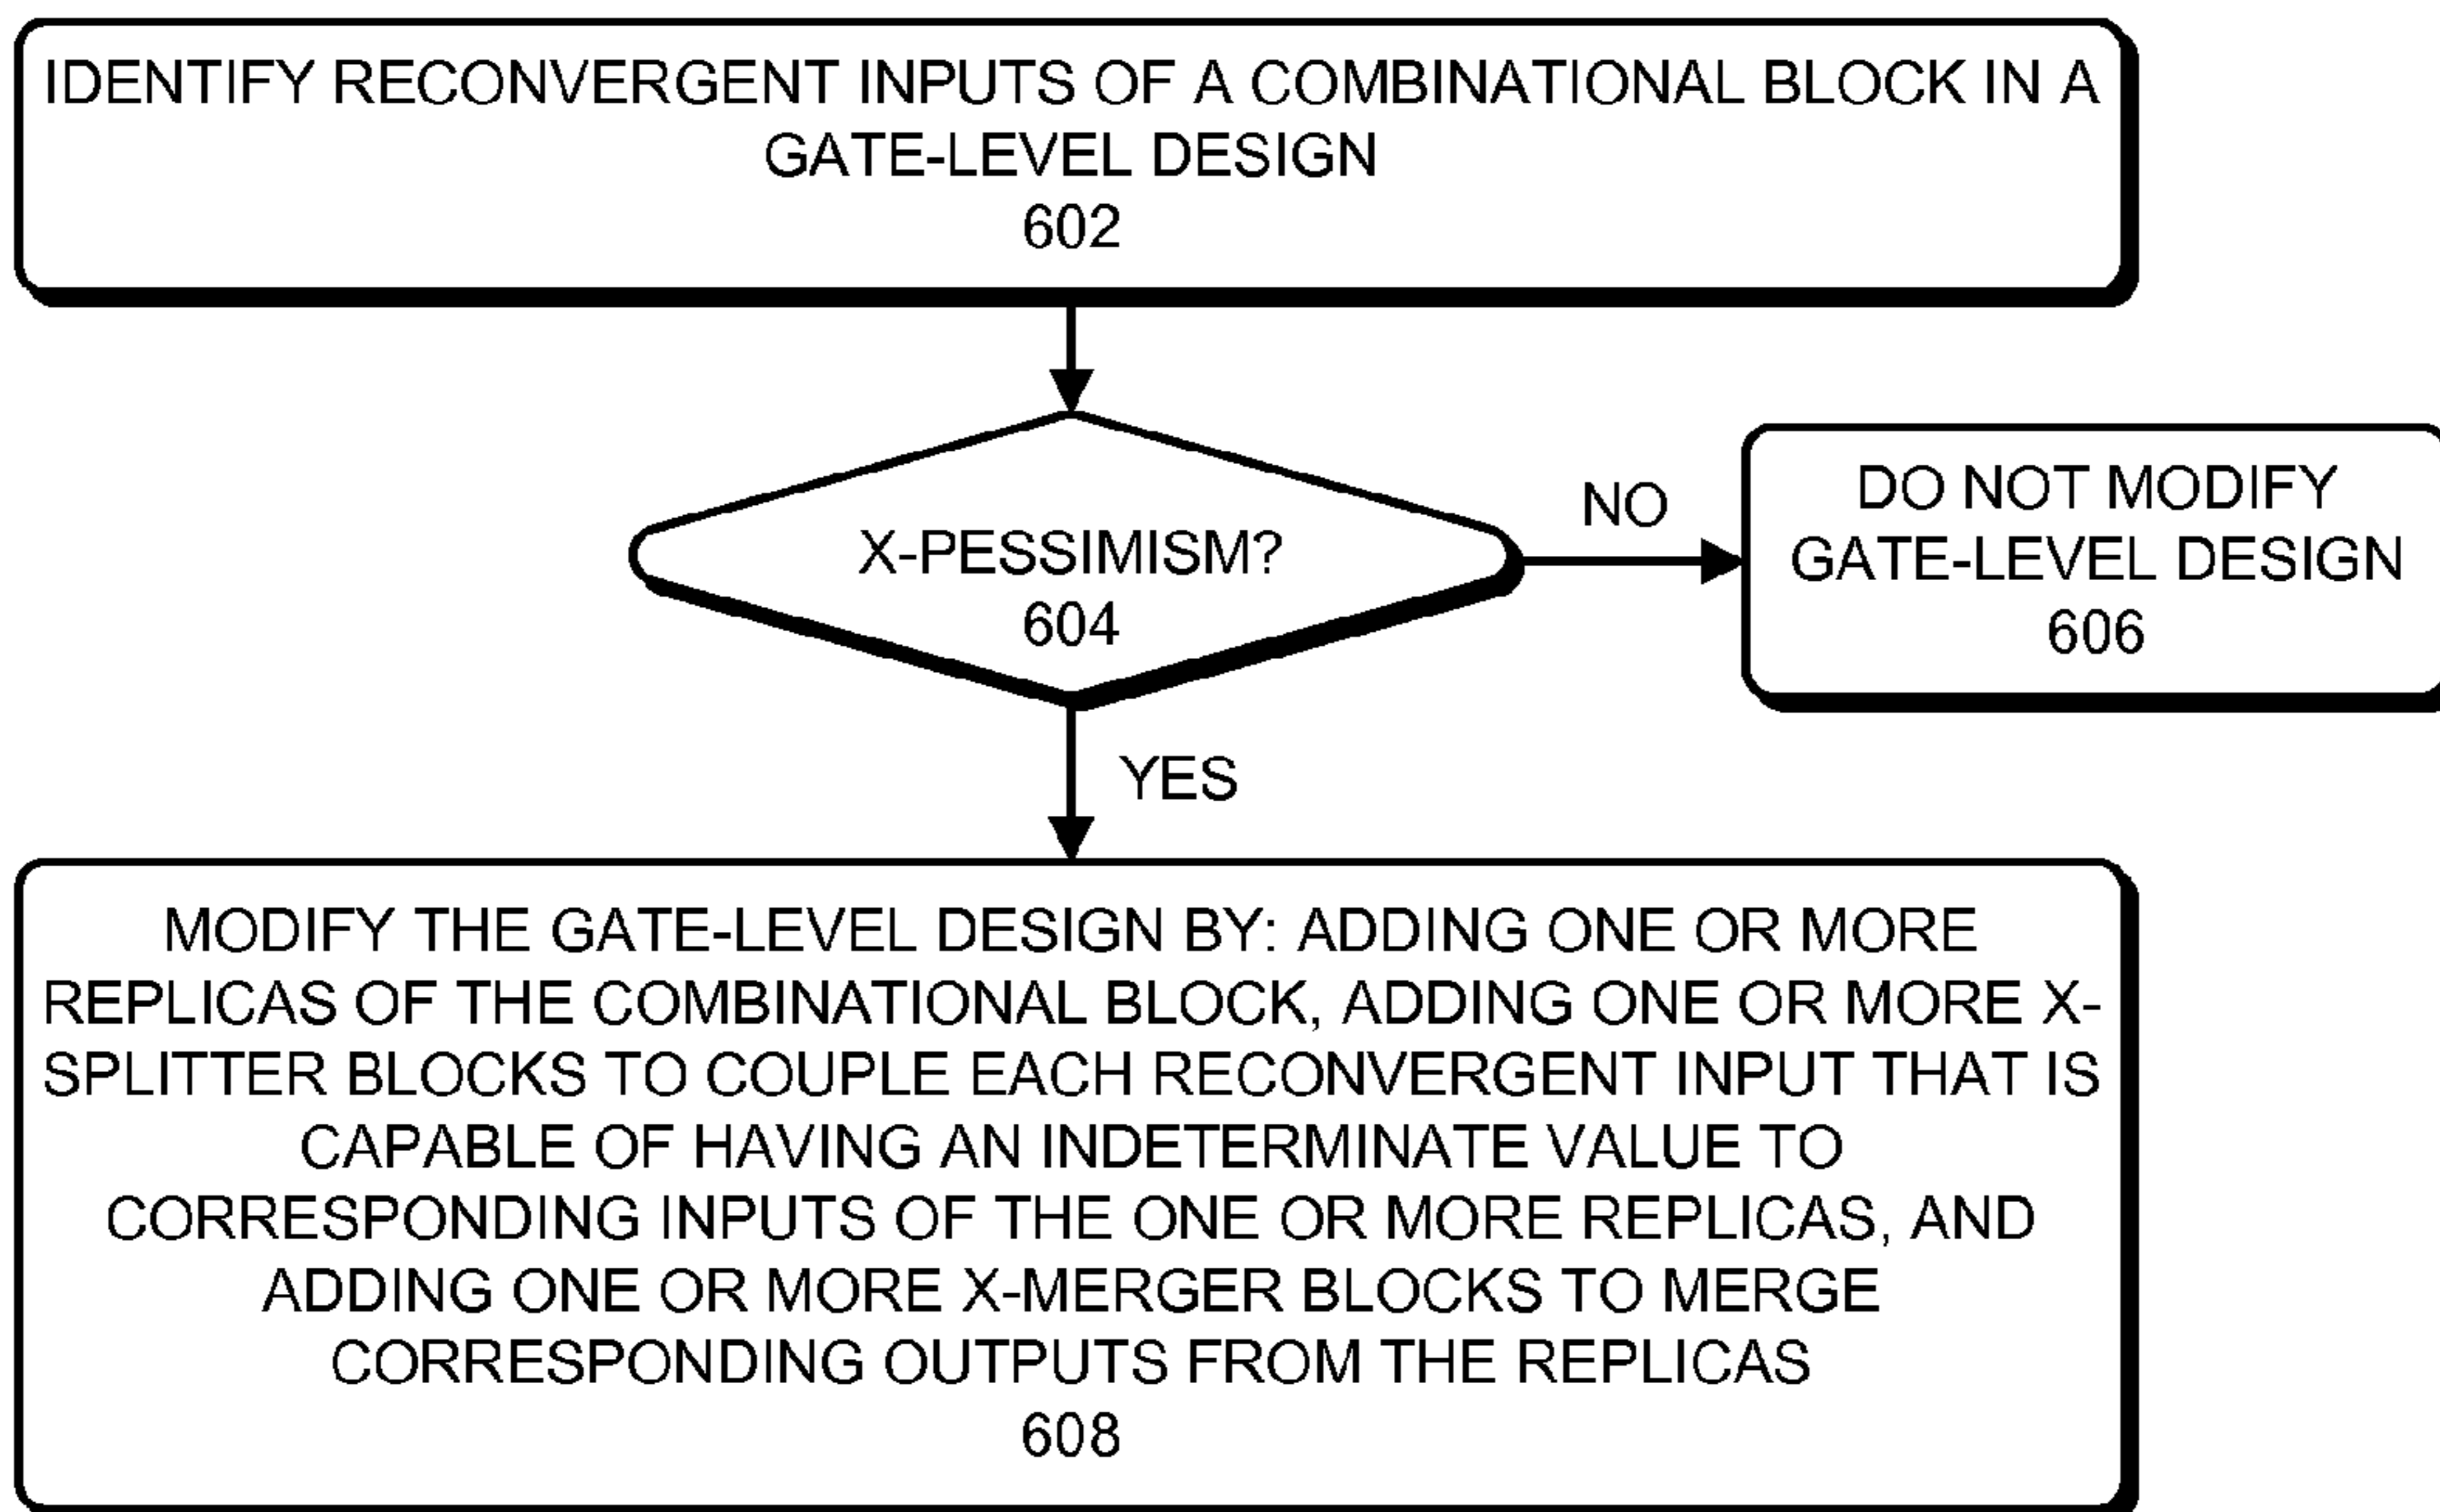 IDENTIFY RECONVERGENT INPUTS OF A COMBINATIONAL BLOCK IN A
GATE-LEVEL DESIGN
602
X-PESSIMISM?
604
NO
DO NOT MODIFY
GATE-LEVEL DESIGN
606
YES
MODIFY THE GATE-LEVEL DESIGN BY: ADDING ONE OR MORE
REPLICAS OF THE COMBINATIONAL BLOCK, ADDING ONE OR MORE X-
SPLITTER BLOCKS TO COUPLE EACH RECONVERGENT INPUT THAT IS
CAPABLE OF HAVING AN INDETERMINATE VALUE TO
CORRESPONDING INPUTS OF THE ONE OR MORE REPLICAS, AND
ADDING ONE OR MORE X-MERGER BLOCKS TO MERGE
CORRESPONDING OUTPUTS FROM THE REPLICAS
608